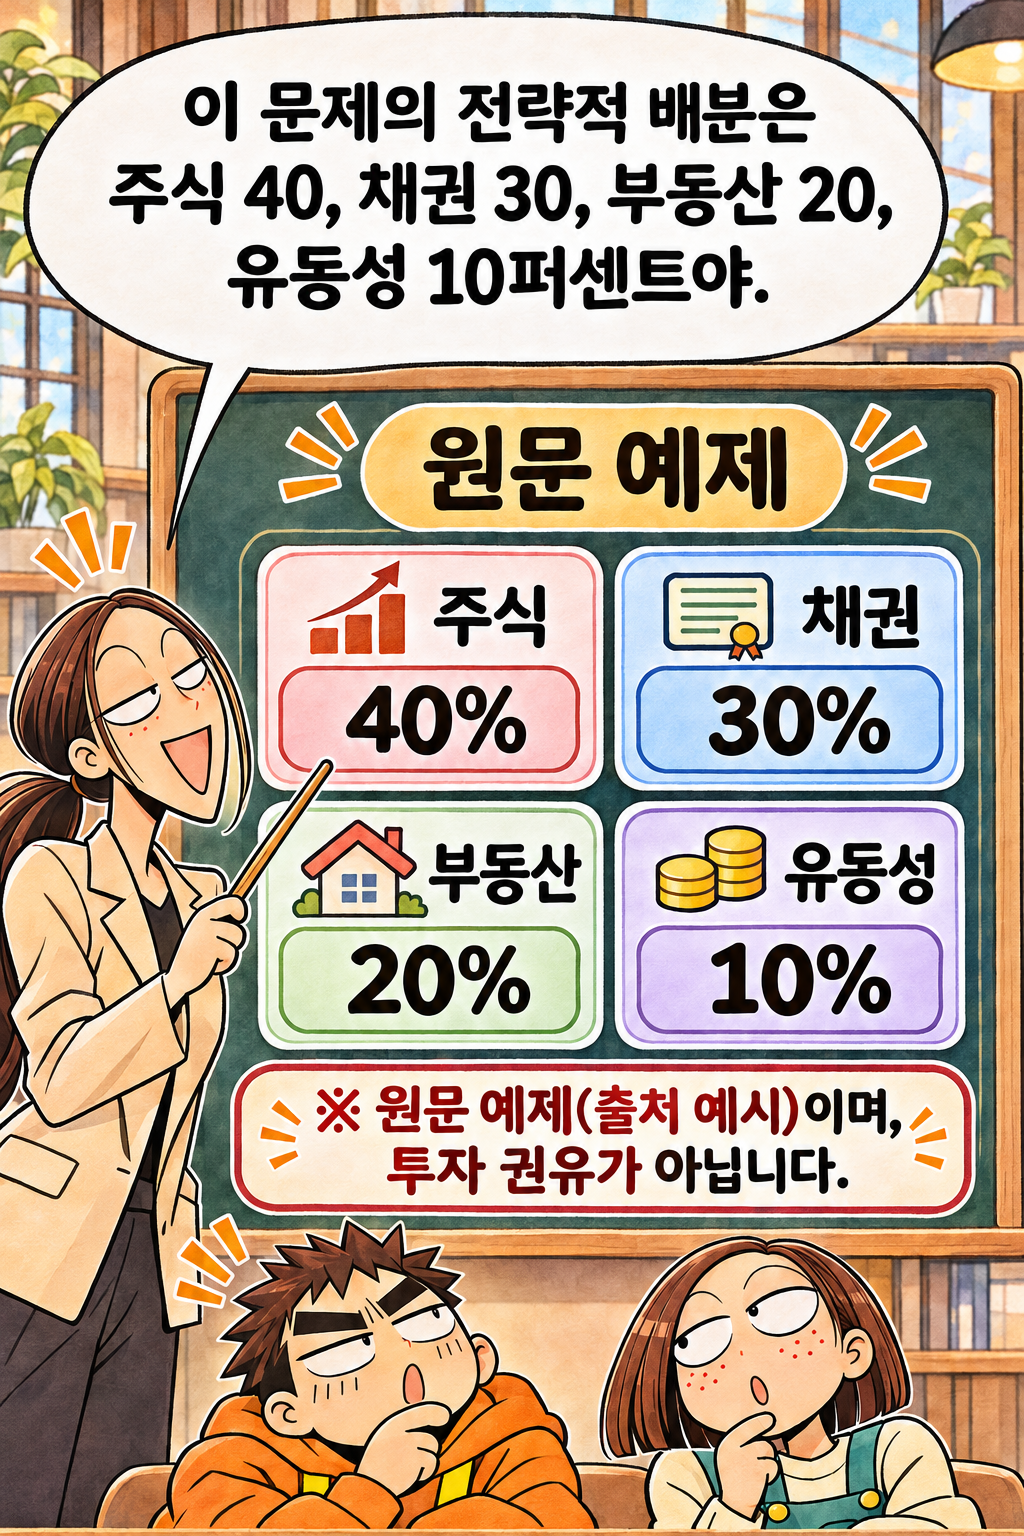 이 문제의 전략적 배분은
주식 40, 채권 30, 부동산 20,
유동성 10퍼센트야.
원문 예제
주식
40%
채권
30%
부동산
20%
유동성
10%
※ 원문 예제(출처 예시)이며,
투자 권유가 아닙니다.